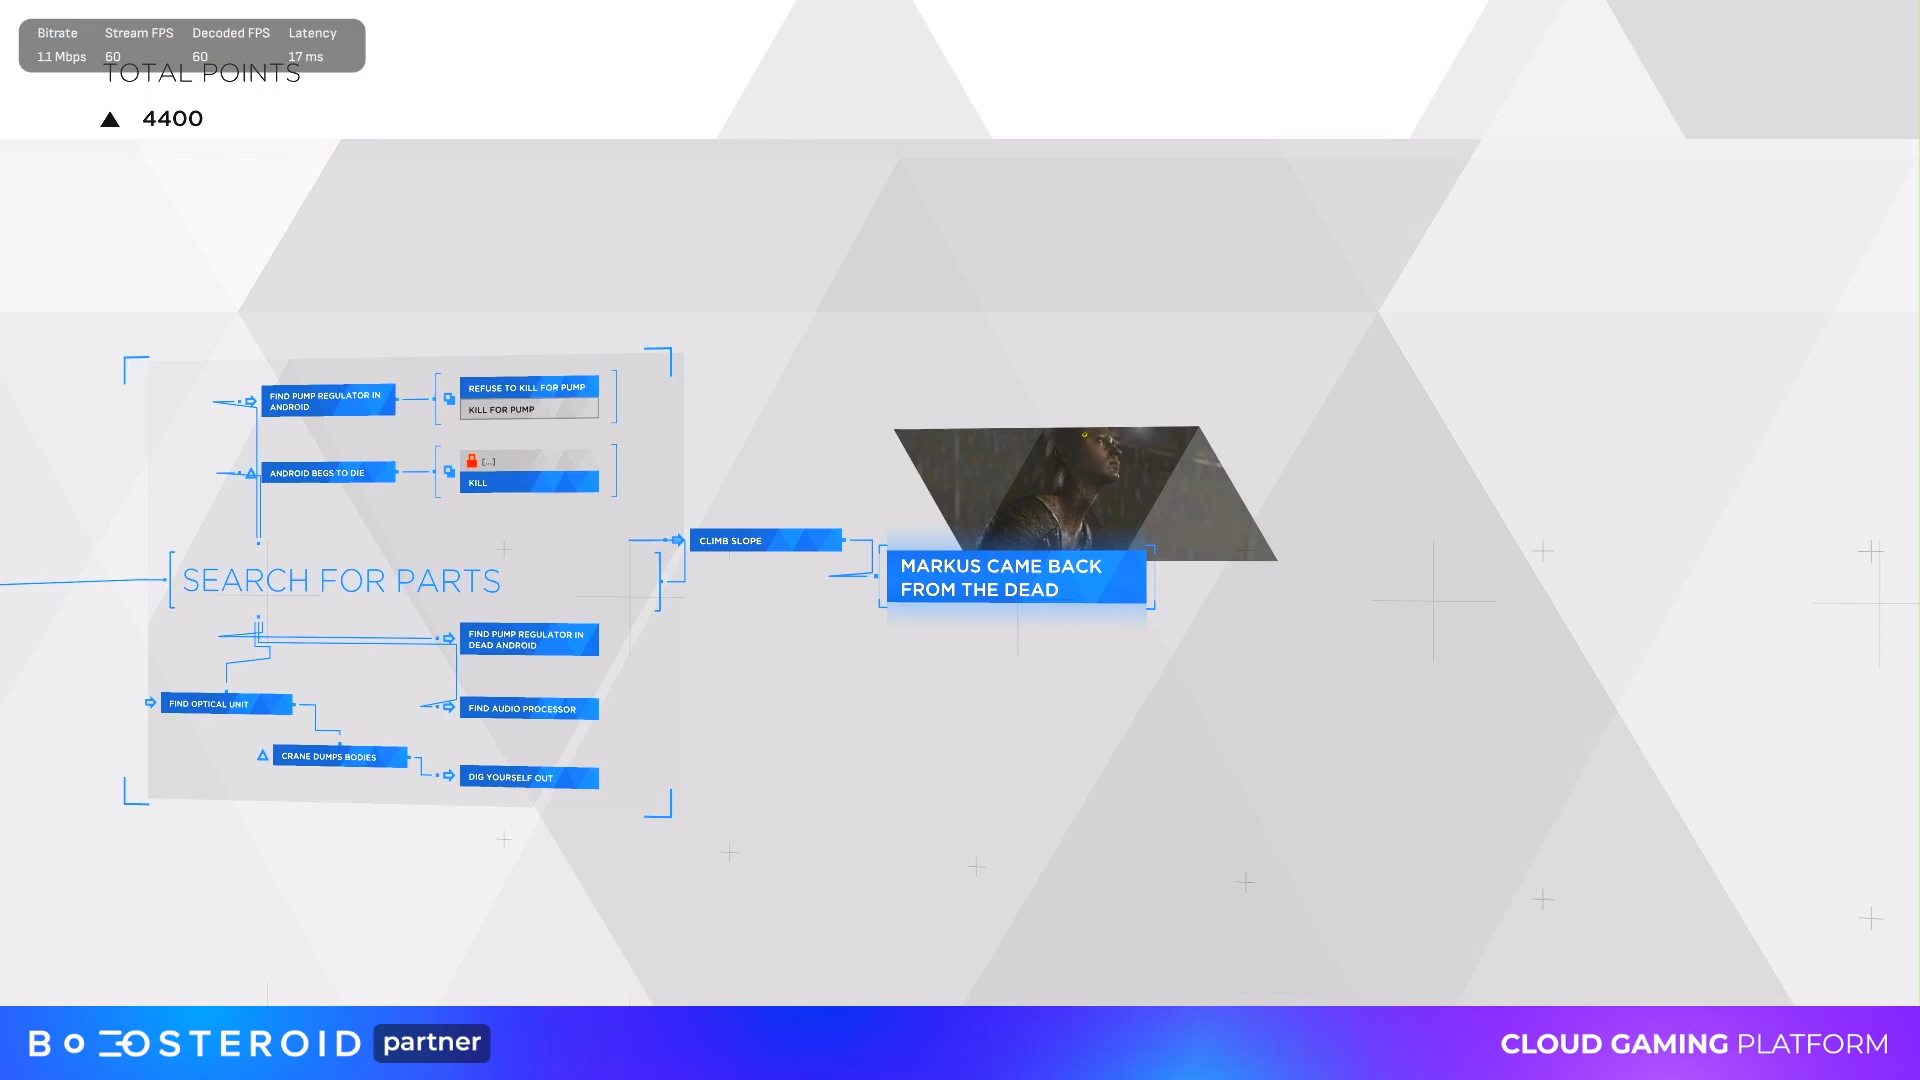 Bitrate Stream FPS Decoded FPS Latency
11 Mbps 60 60 17 ms
TOTAL POINTS
4400
FIND PUMP REGULATOR IN
ANDROID
REFUSE TO KILL FOR PUMP
KILL FOR PUMP
ANDROID BEGS TO DIE
[...]
KILL
CLIMB SLOPE
SEARCH FOR PARTS
MARKUS CAME BACK
FROM THE DEAD
FIND PUMP REGULATOR IN
DEAD ANDROID
FIND OPTICAL UNIT
FIND AUDIO PROCESSOR
CRANE DUMPS BODIES
DIG YOURSELF OUT
BOOSTEROID partner
CLOUD GAMING PLATFORM